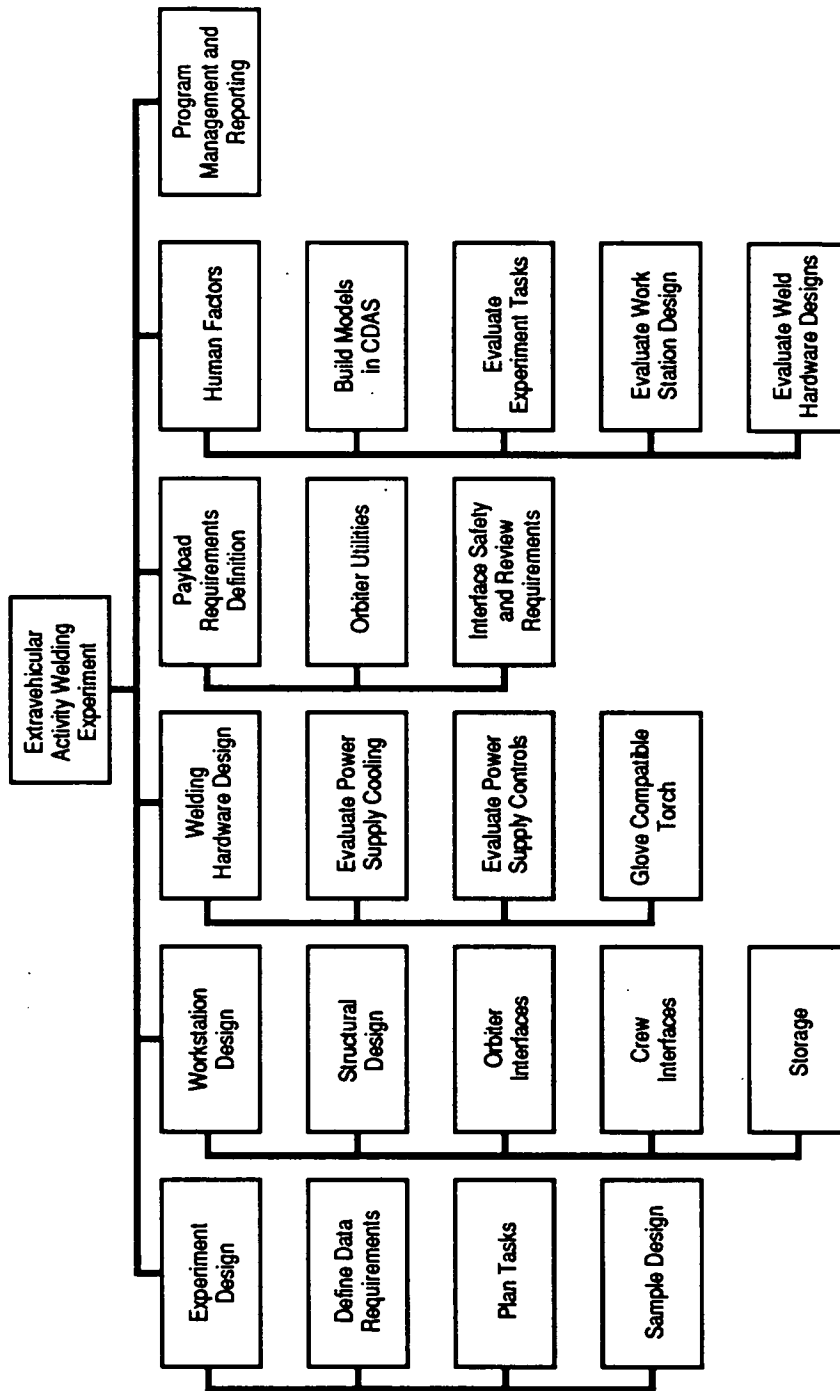 Extravehicular
Activity Welding
Experiment
Experiment
Design
Define Data
Requirements
Plan Tasks
Sample Design
Workstation
Design
Structural
Design
Orbiter
Interfaces
Crew
Interfaces
Storage
Welding
Hardware Design
Evaluate Power
Supply Cooling
Evaluate Power
Supply Controls
Glove Compatible
Torch
Payload
Requirements
Definition
Orbiter Utilities
Interface Safety
and Review
Requirements
Human Factors
Build Models
in CDAS
Evaluate
Experiment Tasks
Evaluate Work
Station Design
Evaluate Weld
Hardware Designs
Program
Management and
Reporting